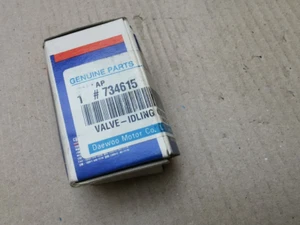 GENUINE PARTS
AP
1 # 734615
VALVE-IDLING
Daewoo Motor Co.,